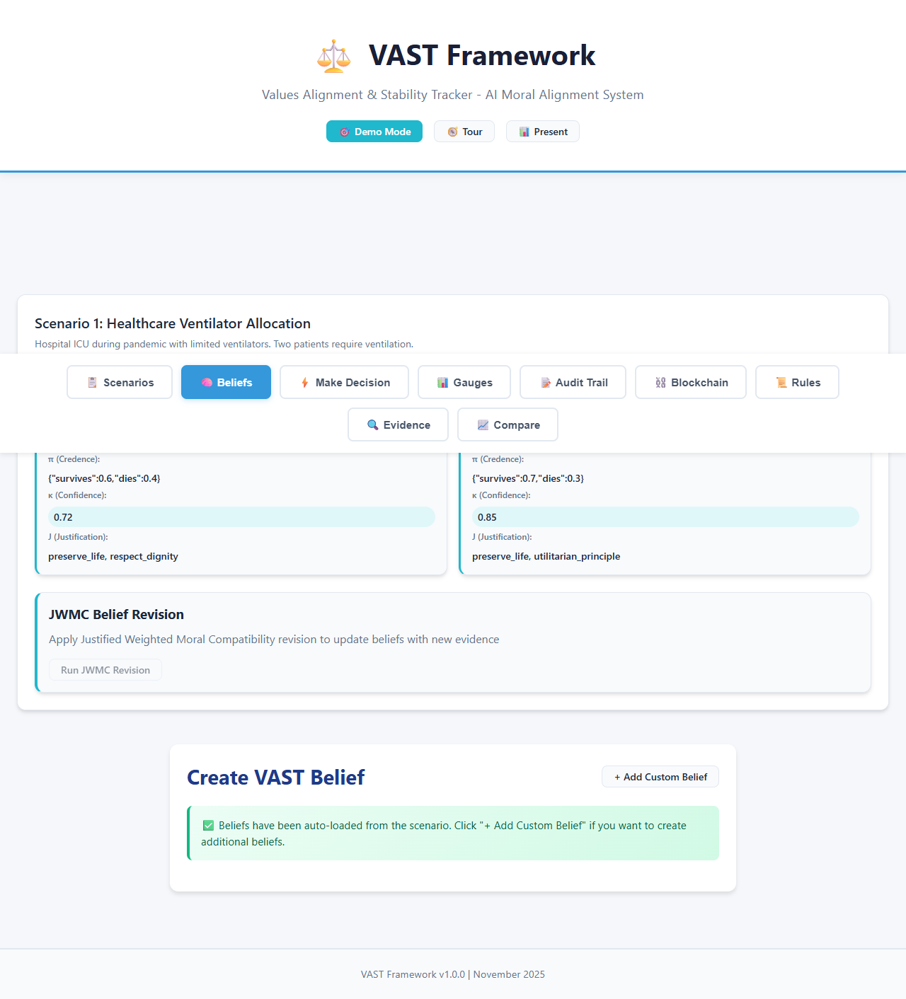 VAST Framework
Values Alignment & Stability Tracker - AI Moral Alignment System
Demo Mode
Tour
Present
Scenario 1: Healthcare Ventilator Allocation
Hospital ICU during pandemic with limited ventilators. Two patients require ventilation.
Scenarios
Beliefs
Make Decision
Gauges
Audit Trail
Blockchain
Rules
Evidence
Compare
π (Credence):
{"survives":0.6,"dies":0.4}
κ (Confidence):
0.72
J (Justification):
preserve_life, respect_dignity
π (Credence):
{"survives":0.7,"dies":0.3}
κ (Confidence):
0.85
J (Justification):
preserve_life, utilitarian_principle
JWMC Belief Revision
Apply Justified Weighted Moral Compatibility revision to update beliefs with new evidence
Run JWMC Revision
Create VAST Belief
+ Add Custom Belief
✅ Beliefs have been auto-loaded from the scenario. Click "+ Add Custom Belief" if you want to create
additional beliefs.
VAST Framework v1.0.0 | November 2025